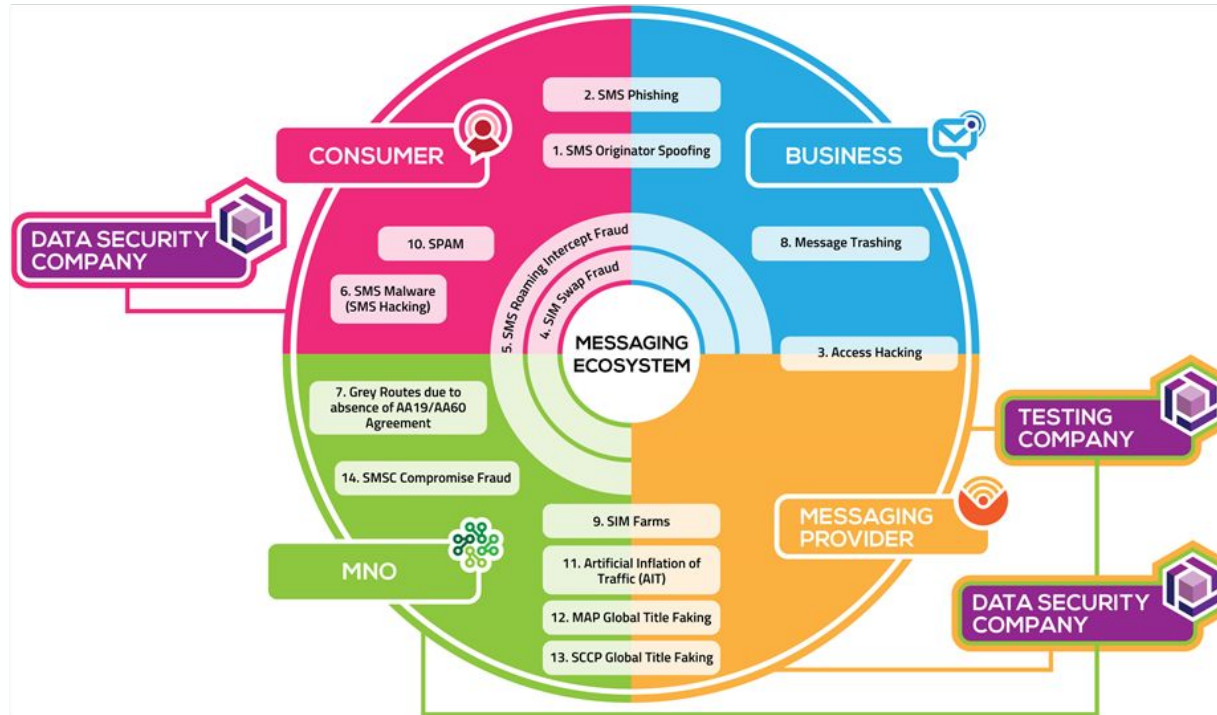 2. SMS Phishing
CONSUMER
1. SMS Originator Spoofing
BUSINESS
DATA SECURITY
COMPANY
10. SPAM
5. SMS Roaming Intercept Fraud
8. Message Trashing
4. SIM Swap Fraud
6. SMS Malware
(SMS Hacking)
MESSAGING
ECOSYSTEM
3. Access Hacking
7. Grey Routes due to
absence of AA19/AA60
Agreement
TESTING
COMPANY
14. SMSC Compromise Fraud
9. SIM Farms
MESSAGING
PROVIDER
MNO
11. Artificial Inflation of
Traffic (AIT)
12. MAP Global Title Faking
DATA SECURITY
COMPANY
13. SCCP Global Title Faking